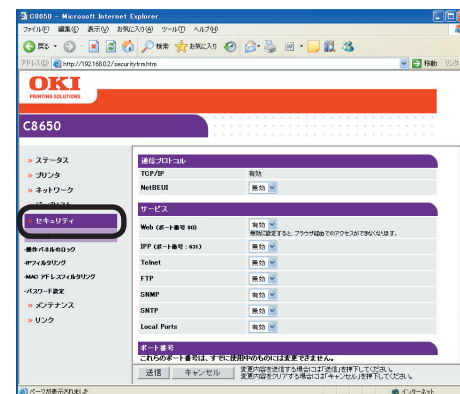 C8650 - Microsoft Internet Explorer
ファイル(F) 編集(E) 表示(V) お気に入り(A) ツール(T) ヘルプ(H)
戻る 検索 お気に入り
アドレス(D) http://192.168.0.2/securityfrm.htm 移動 リンク
OKI
PRINTING SOLUTIONS
C8650
» ステータス
» プリンタ
» ネットワーク
» セキュリティ
・操作パネルのロック
・IPフィルタリング
・MAC アドレスフィルタリング
・パスワード設定
» メンテナンス
» リンク
通信プロトコル
TCP/IP 有効
NetBEUI 無効
サービス
Web (ポート番号 80) 有効
無効に設定すると、ブラウザ経由でのアクセスができなくなります。
IPP (ポート番号 : 631) 無効
Telnet 無効
FTP 無効
SNMP 有効
SNTP 無効
Local Ports 有効
ポート番号
これらのポート番号は、すでに使用中のものには変更できません。
送信 キャンセル 変更内容を送信する場合には「送信」を押下してください。
変更内容をクリアする場合には「キャンセル」を押下してください。
ページが表示されました インターネット